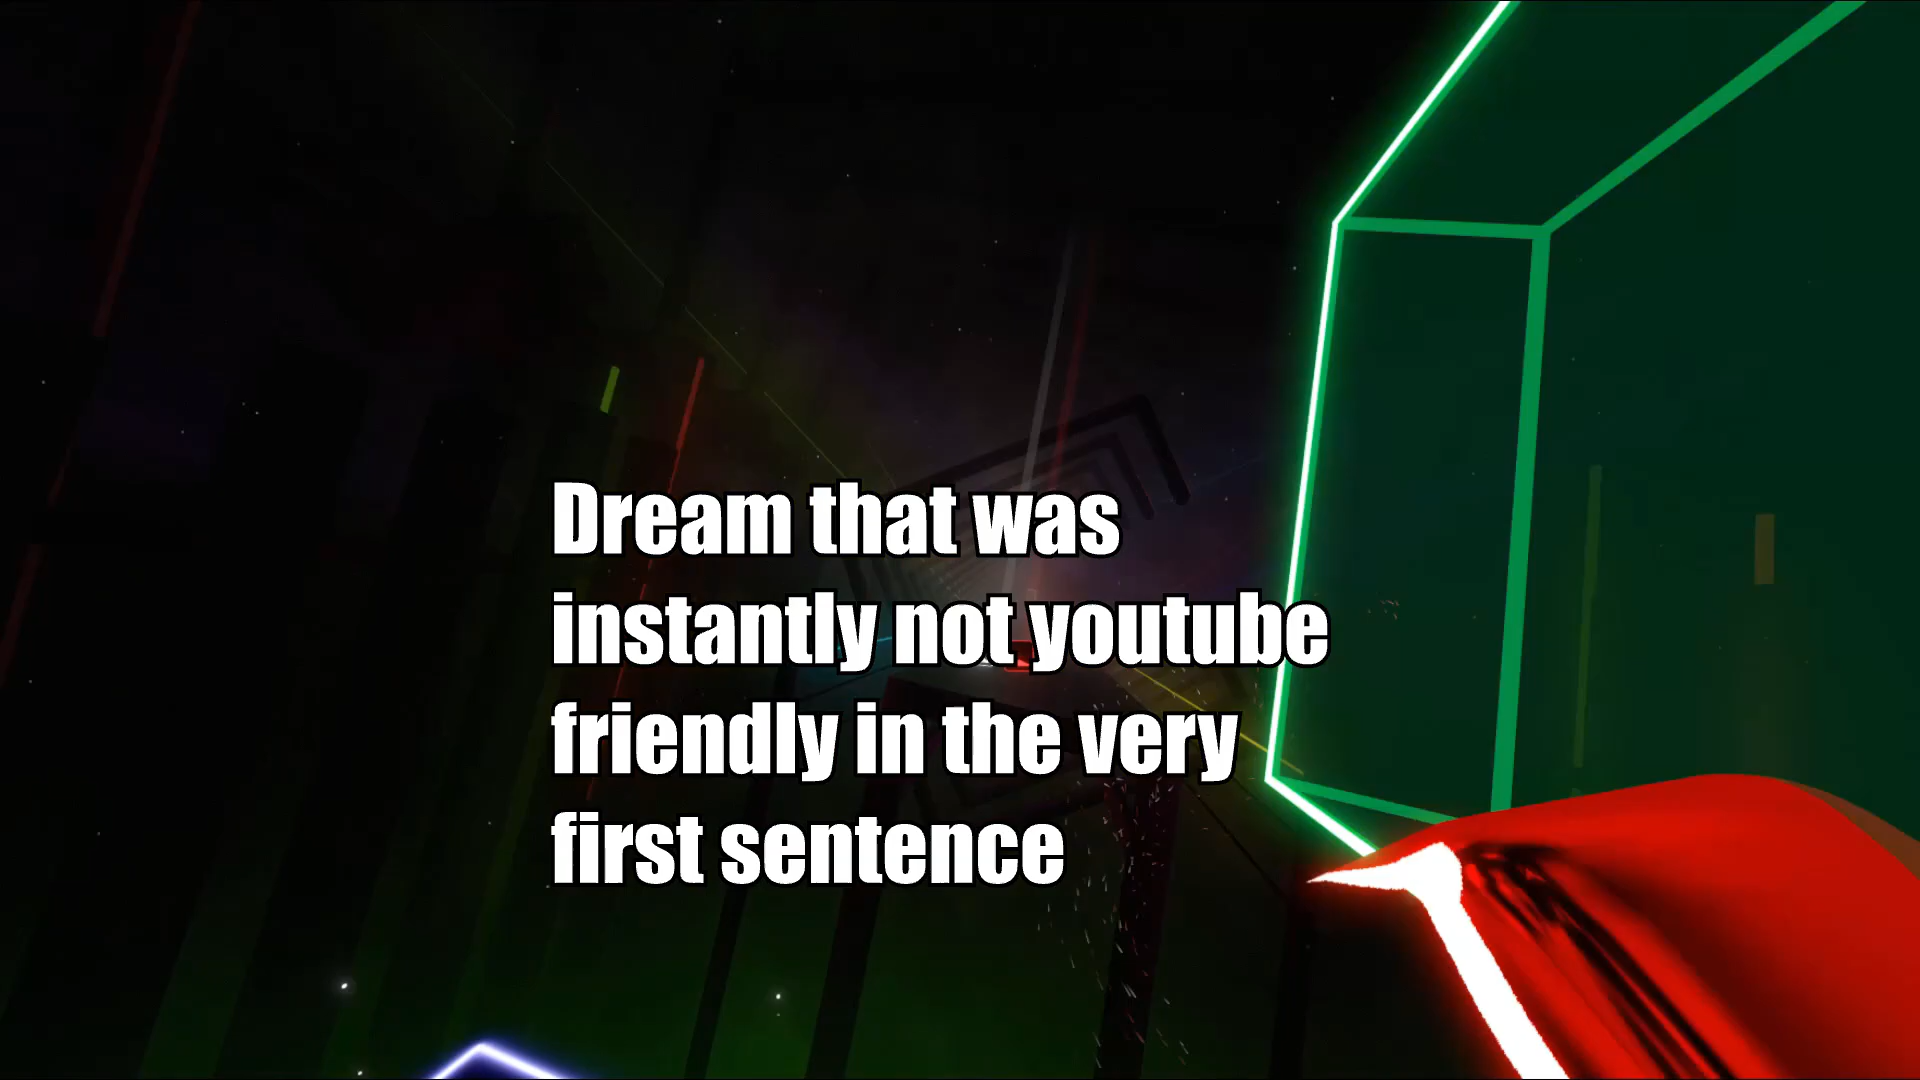 Dream that was
instantly not youtube
friendly in the very
first sentence